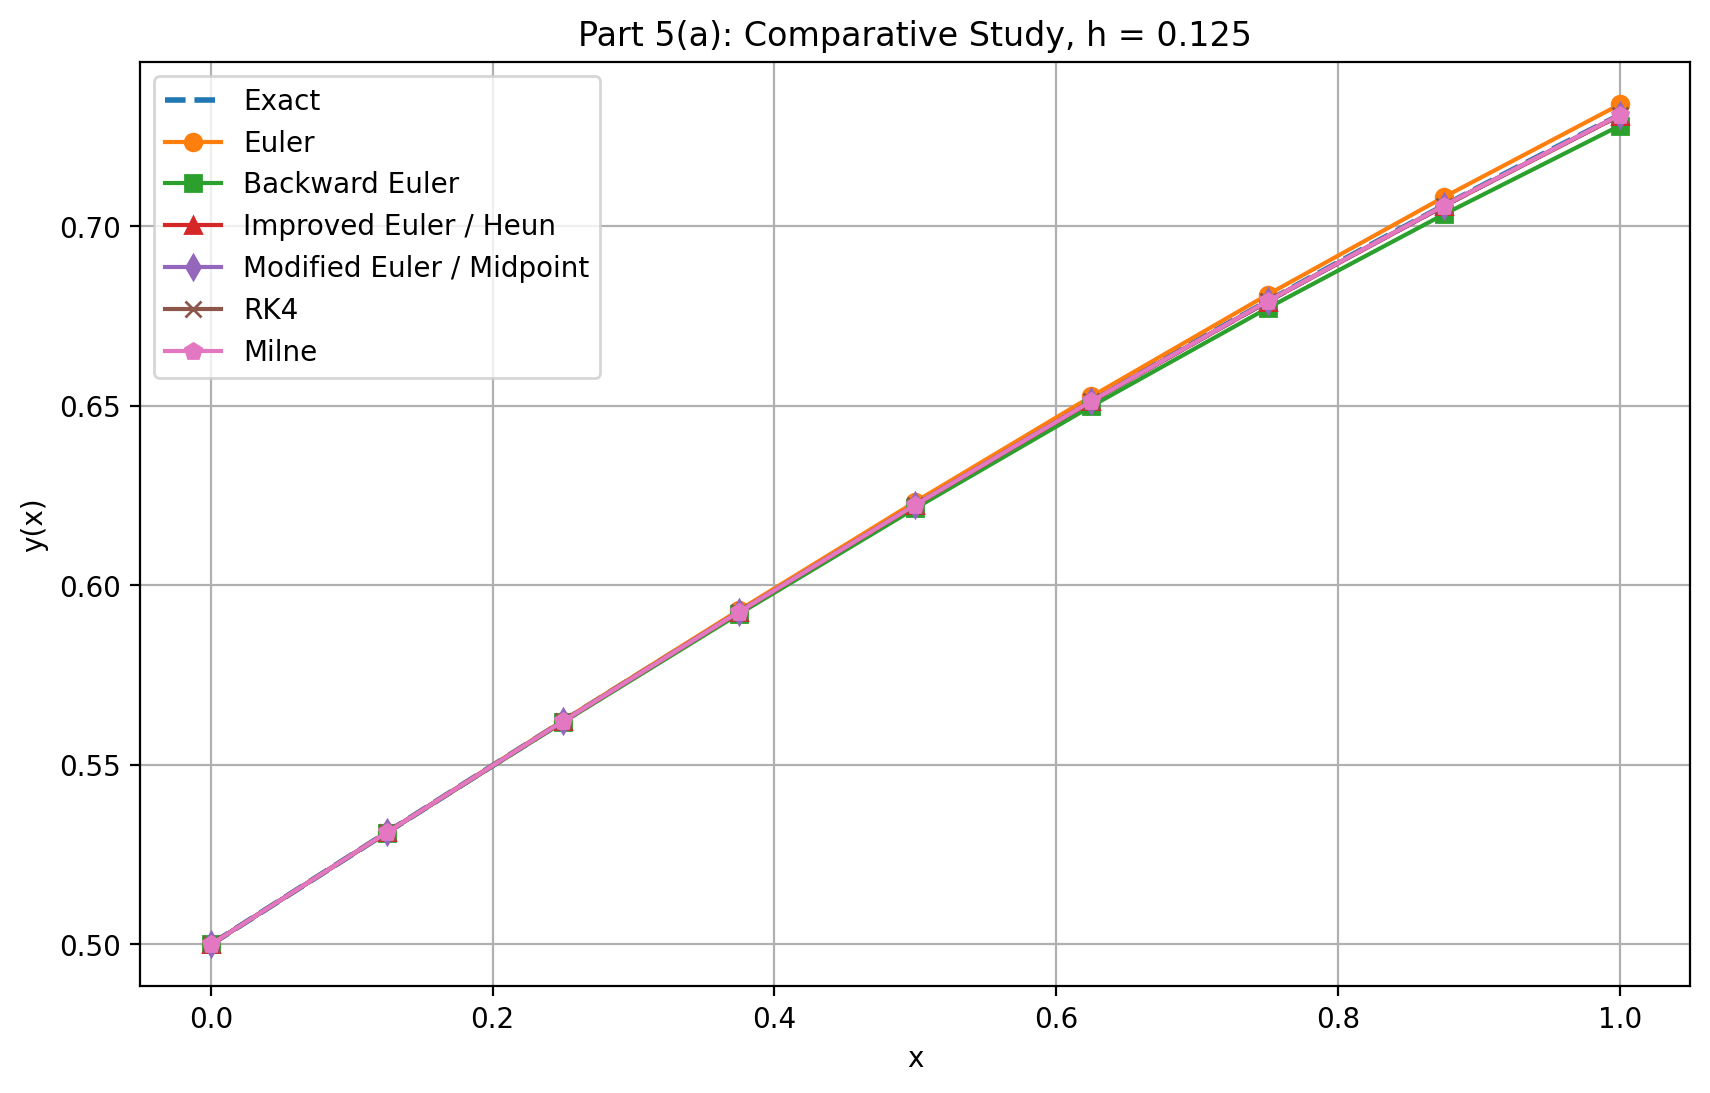 Part 5(a): Comparative Study, h = 0.125
Exact
Euler
Backward Euler
Improved Euler / Heun
Modified Euler / Midpoint
RK4
Milne
0.70
0.65
0.60
0.55
0.50
y(x)
0.0 0.2 0.4 0.6 0.8 1.0
x